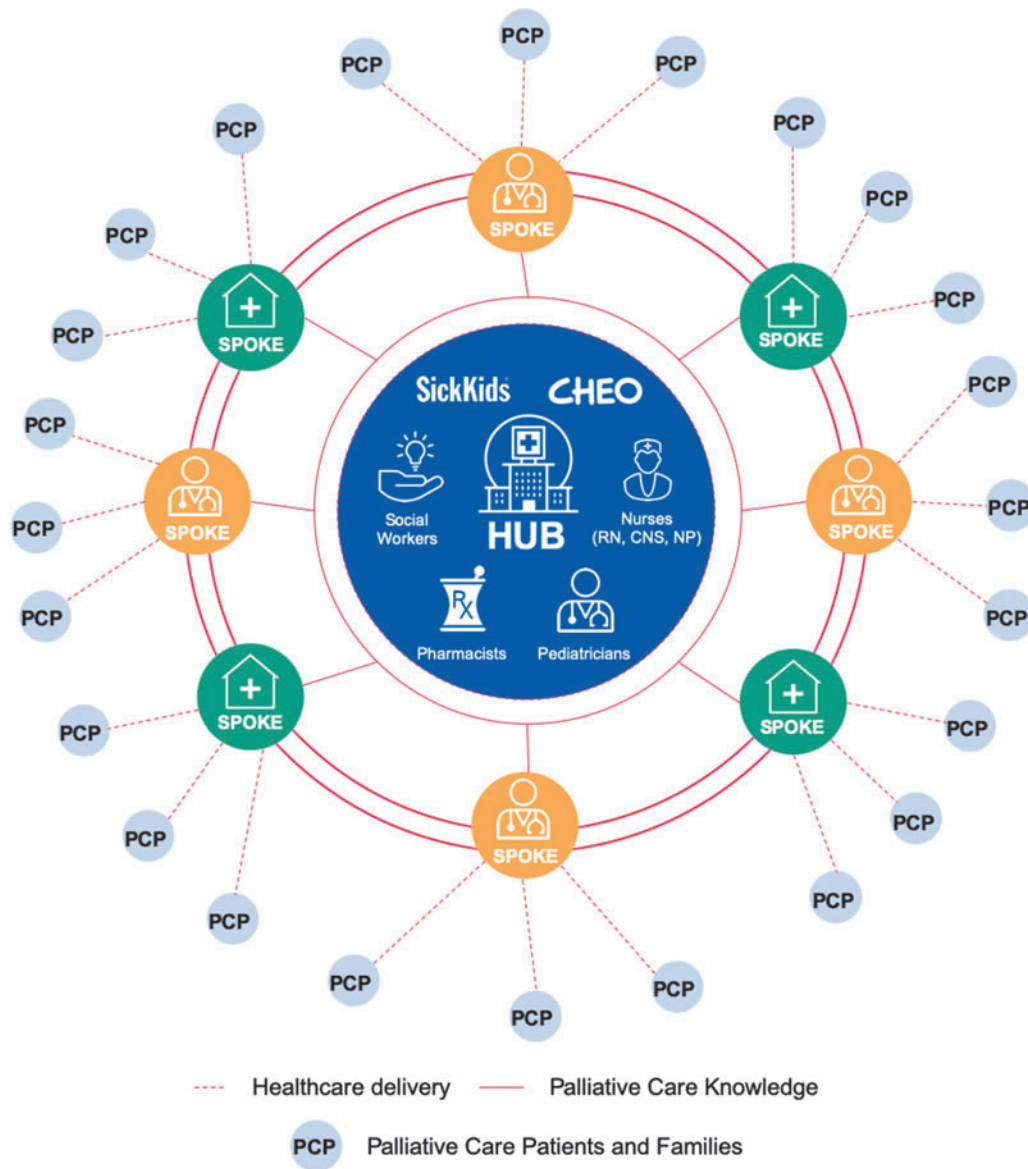 PCP
PCP
PCP
PCP
PCP
PCP
SPOKE
PCP
PCP
SPOKE
SPOKE
PCP
PCP
SickKids CHEO
PCP
PCP
Social
Workers
HUB
Nurses
(RN, CNS, NP)
SPOKE
SPOKE
PCP
PCP
PCP
PCP
Rx
Pharmacists
Pediatricians
SPOKE
SPOKE
PCP
PCP
PCP
PCP
SPOKE
PCP
PCP
PCP
PCP
PCP
Healthcare delivery
Palliative Care Knowledge
PCP Palliative Care Patients and Families